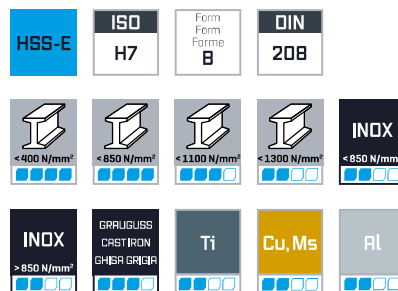 HSS-E
ISO
H7
Form
Form
Forme
B
DIN
208
<400 N/mm²
<850 N/mm²
<1100 N/mm²
<1300 N/mm²
INOX
<850 N/mm²
INOX
>850 N/mm²
GRAUGUSS
CAST IRON
GHISA GRIGIA
Ti
Cu, Ms
Al